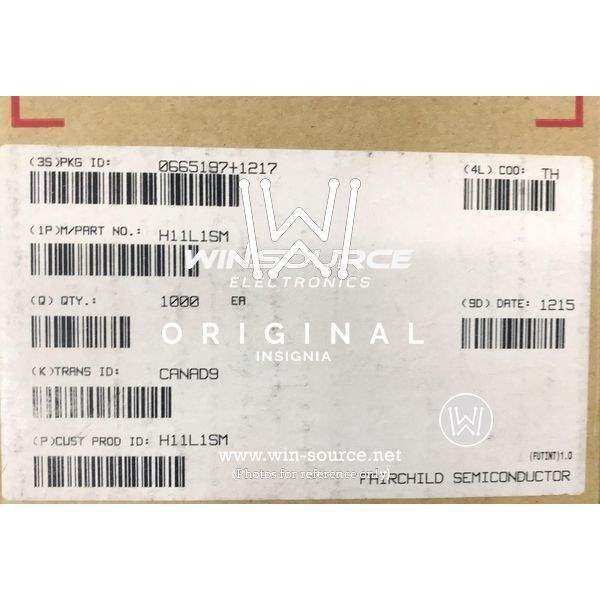 (3S)PKG ID: 0665197+1217
(4L) COO: TH
(1P)M/PART NO.: H11L1SM
WINSOURCE
ELECTRONICS
(Q) QTY.: 1000 EA
(9D) DATE: 1215
ORIGINAL
INSIGNIA
(K)TRANS ID: CANAD9
(P)CUST PROD ID: H11L1SM
W
www.win-source.net
(Photos for reference only)
(FUTINT)1.0
FAIRCHILD SEMICONDUCTOR